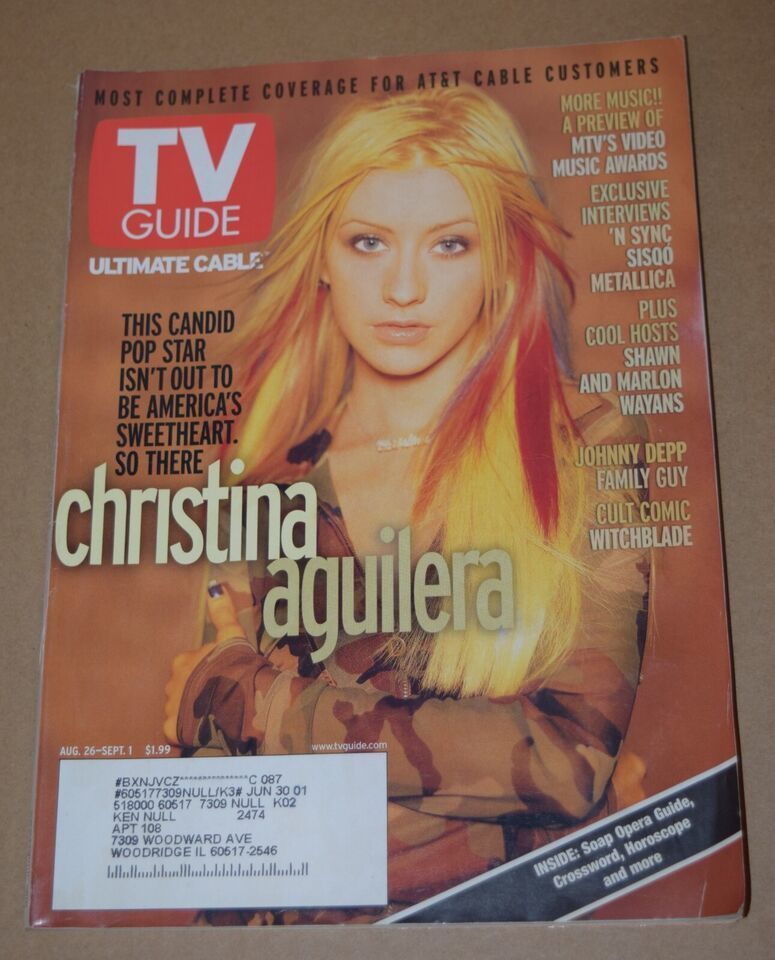 MOST COMPLETE COVERAGE FOR AT&T CABLE CUSTOMERS
TV
GUIDE
ULTIMATE CABLE
THIS CANDID
POP STAR
ISN'T OUT TO
BE AMERICA'S
SWEETHEART.
SO THERE
christina
aguilera
MORE MUSIC!!
A PREVIEW OF
MTV'S VIDEO
MUSIC AWARDS
EXCLUSIVE
INTERVIEWS
'N SYNC
SISQÓ
METALLICA
PLUS
COOL HOSTS
SHAWN
AND MARLON
WAYANS
JOHNNY DEPP
FAMILY GUY
CULT COMIC
WITCHBLADE
AUG. 26–SEPT. 1 $1.99
www.tvguide.com
#BXNJVCZ***************C 087
#605177309NULL/K3# JUN 30 01
518000 60517 7309 NULL K02
KEN NULL 2474
APT 108
7309 WOODWARD AVE
WOODRIDGE IL 60517-2546
INSIDE: Soap Opera Guide,
Crossword, Horoscope
and more